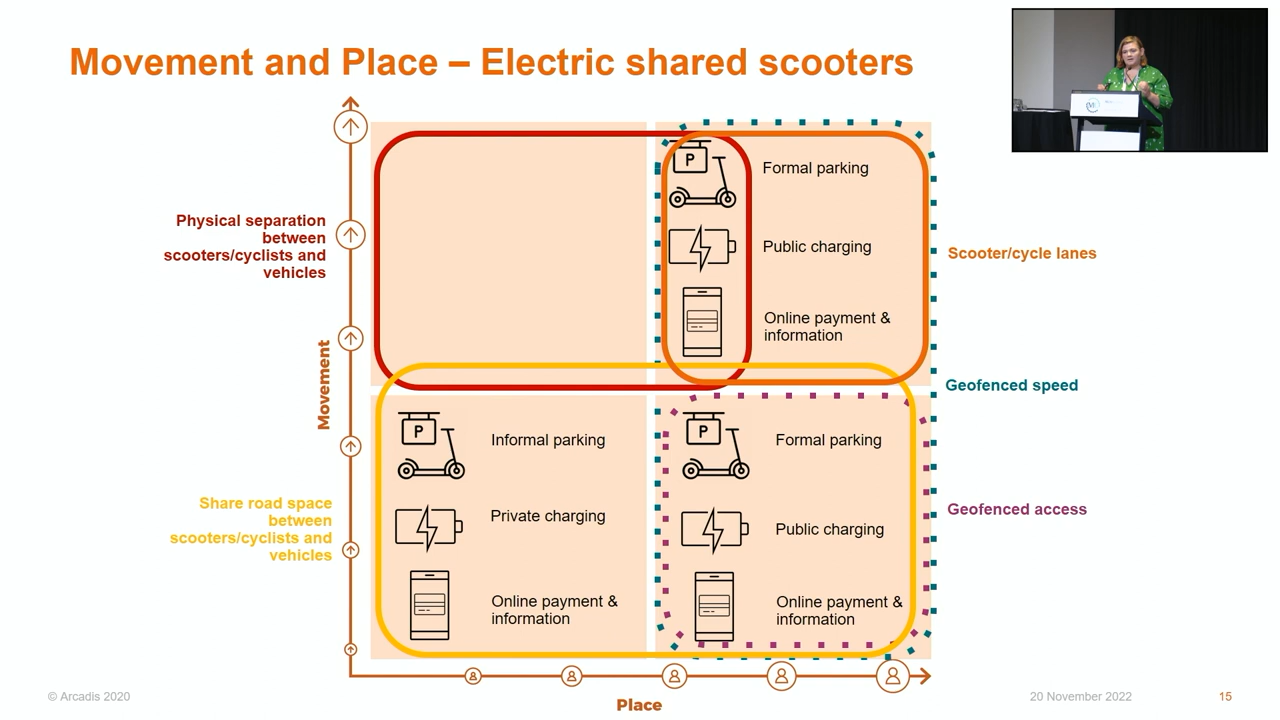 Movement and Place – Electric shared scooters
Physical separation
between
scooters/cyclists and
vehicles
P
Formal parking
Public charging
Online payment &
information
Scooter/cycle lanes
Geofenced speed
Movement
Share road space
between
scooters/cyclists and
vehicles
P
Informal parking
Private charging
Online payment &
information
P
Formal parking
Public charging
Online payment &
information
Geofenced access
Place
© Arcadis 2020
20 November 2022
15